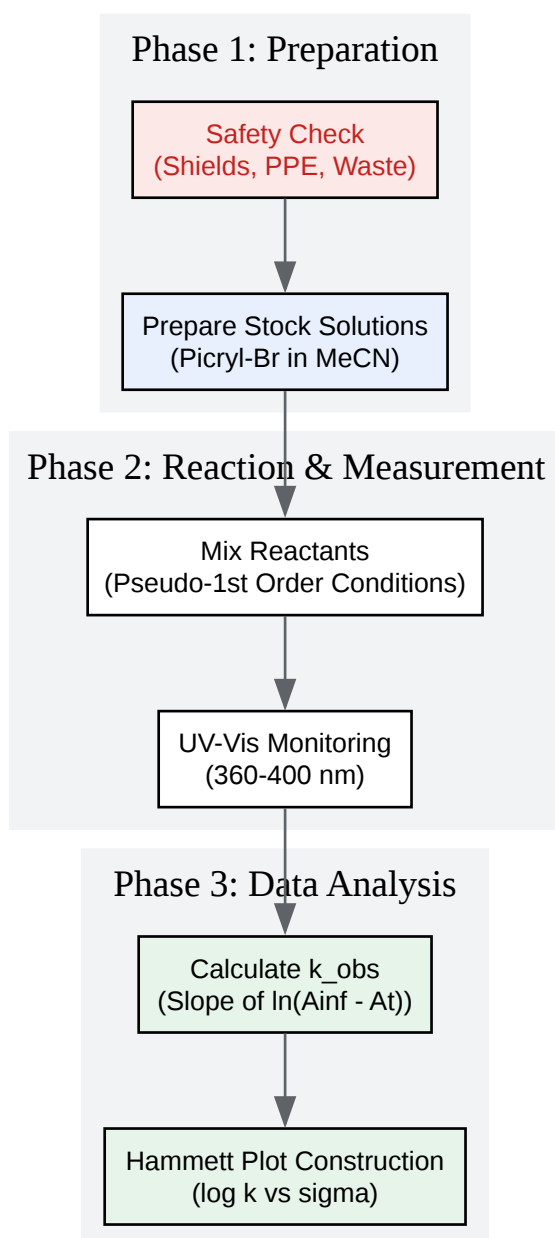 Phase 1: Preparation
Safety Check
(Shields, PPE, Waste)
Prepare Stock Solutions
(Picryl-Br in MeCN)
Phase 2: Reaction & Measurement
Mix Reactants
(Pseudo-1st Order Conditions)
UV-Vis Monitoring
(360-400 nm)
Phase 3: Data Analysis
Calculate k_obs
(Slope of ln(Ainf - At))
Hammett Plot Construction
(log k vs sigma)